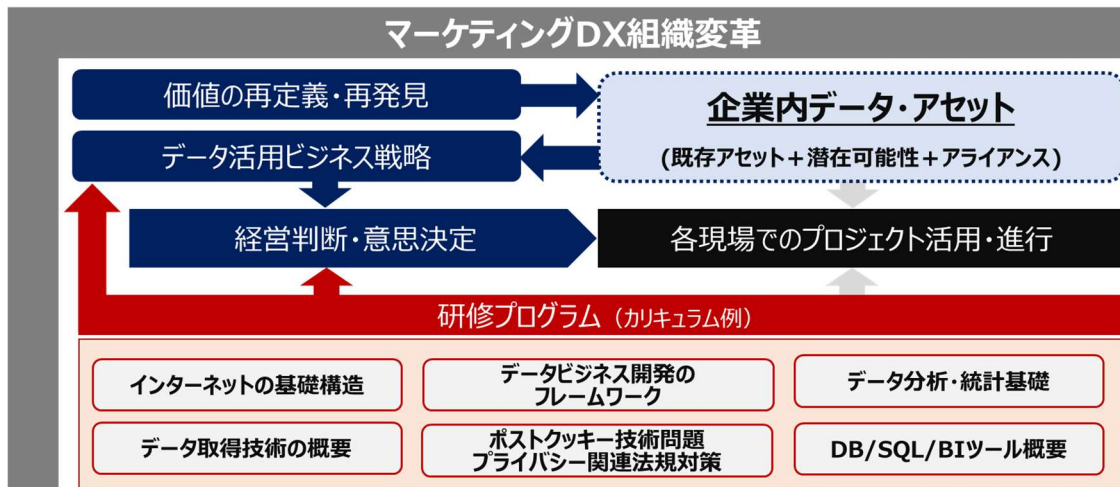 マーケティングDX組織変革
価値の再定義・再発見
データ活用ビジネス戦略
企業内データ・アセット
(既存アセット＋潜在可能性＋アライアンス)
経営判断・意思決定
各現場でのプロジェクト活用・進行
研修プログラム（カリキュラム例）
インターネットの基礎構造
データビジネス開発の
フレームワーク
データ分析・統計基礎
データ取得技術の概要
ポストクッキー技術問題
プライバシー関連法規対策
DB/SQL/BIツール概要